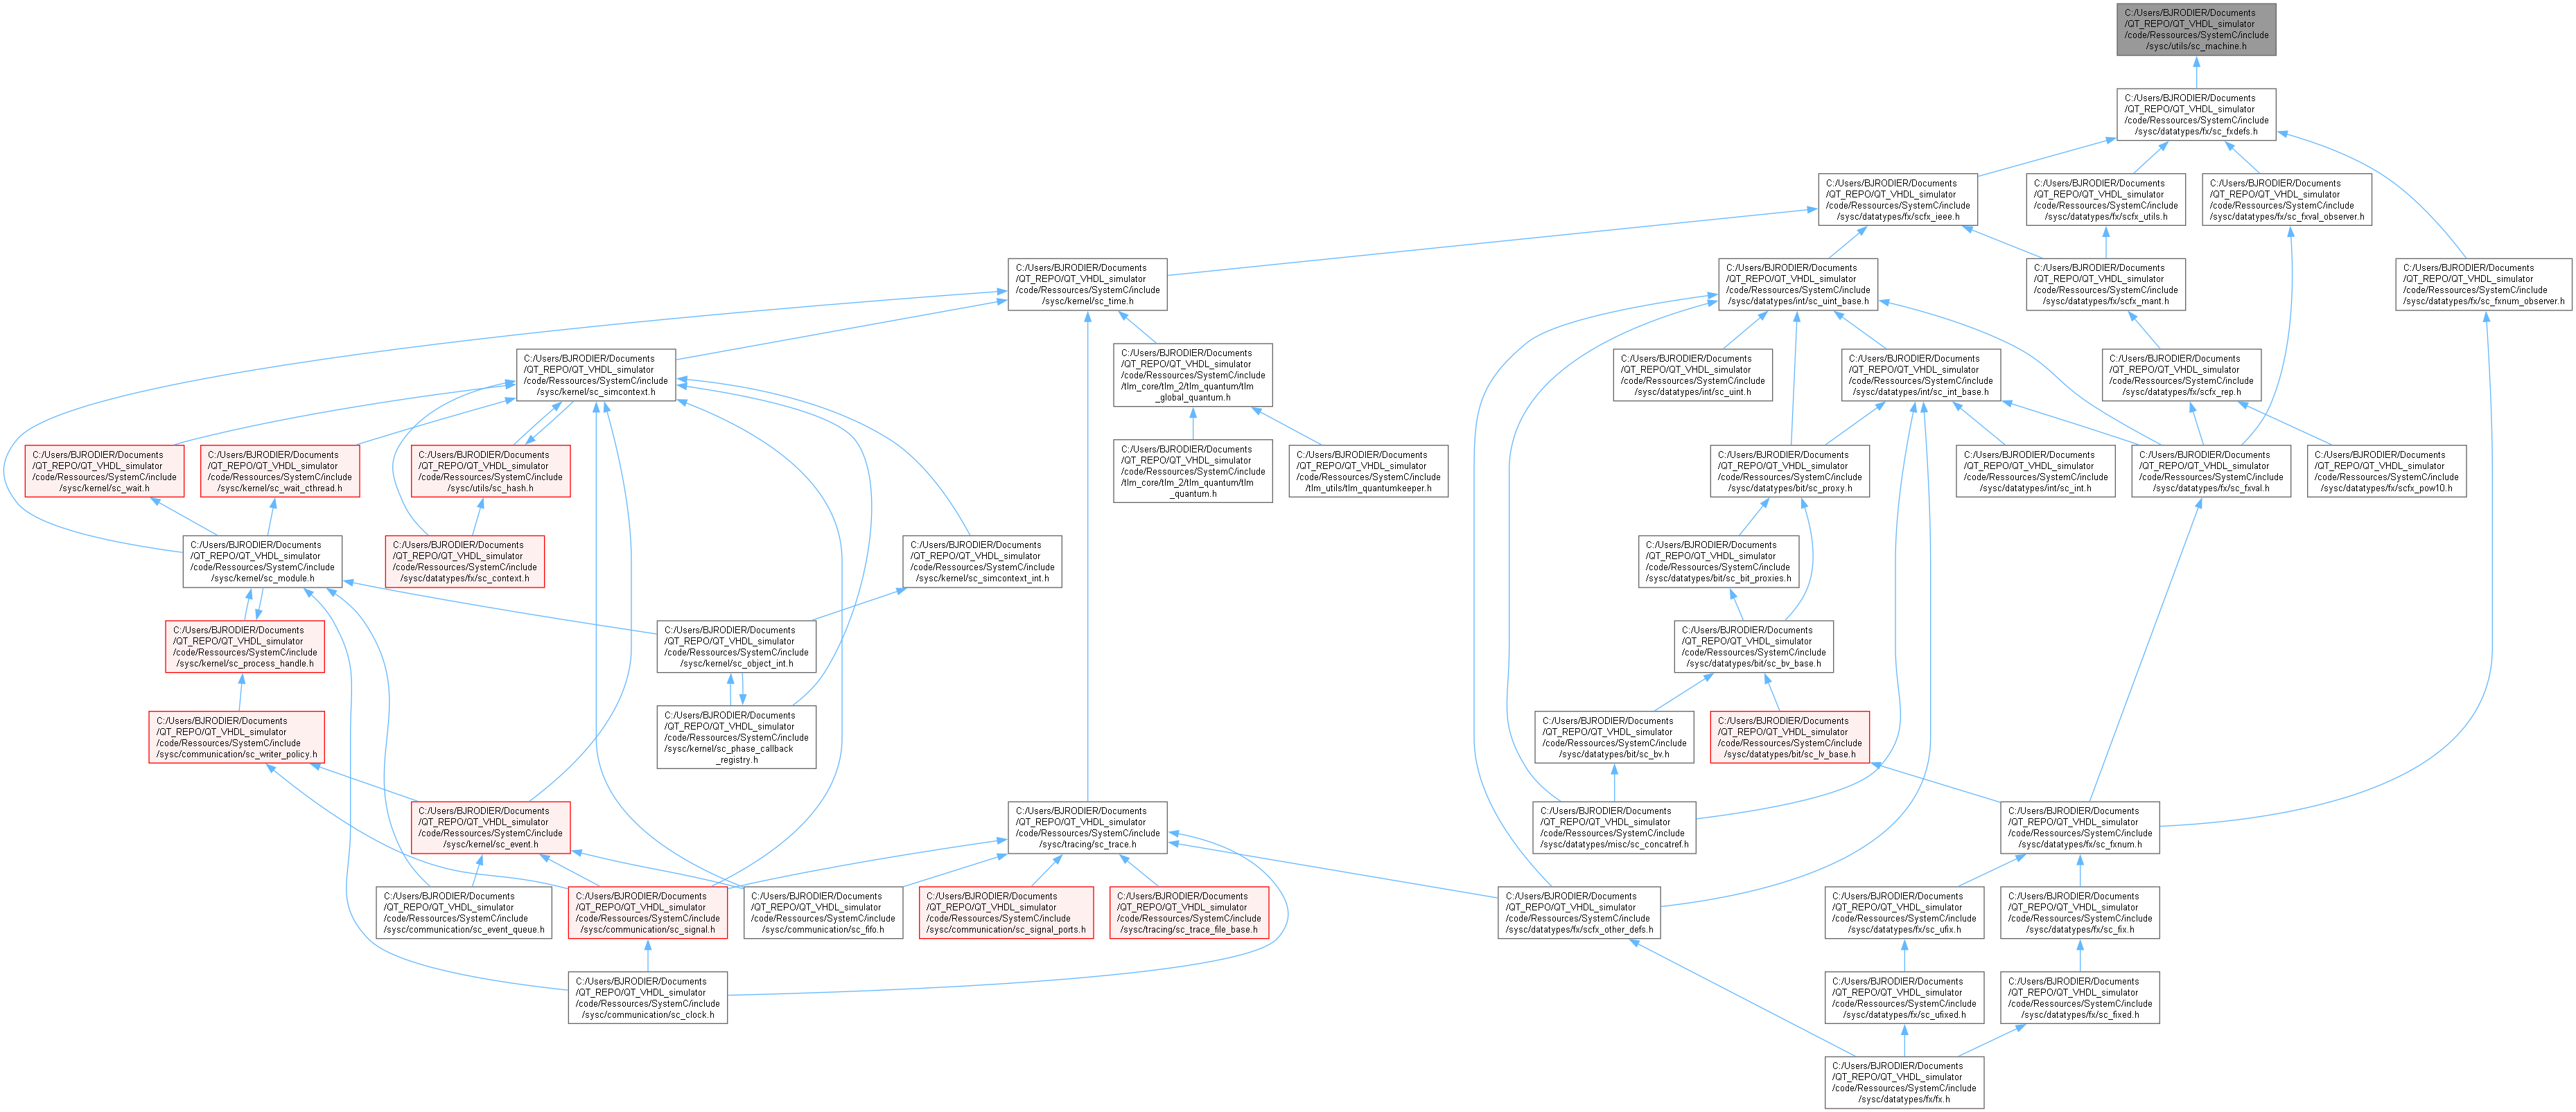 C:/Users/BJRODIER/Documents
/QT_REPO/QT_VHDL_simulator
/code/Ressources/SystemC/include
/sysc/utils/sc_machine.h
C:/Users/BJRODIER/Documents
/QT_REPO/QT_VHDL_simulator
/code/Ressources/SystemC/include
/sysc/datatypes/fx/sc_fxdefs.h
C:/Users/BJRODIER/Documents
/QT_REPO/QT_VHDL_simulator
/code/Ressources/SystemC/include
/sysc/datatypes/fx/scfx_ieee.h
C:/Users/BJRODIER/Documents
/QT_REPO/QT_VHDL_simulator
/code/Ressources/SystemC/include
/sysc/datatypes/fx/scfx_utils.h
C:/Users/BJRODIER/Documents
/QT_REPO/QT_VHDL_simulator
/code/Ressources/SystemC/include
/sysc/datatypes/fx/sc_fxval_observer.h
C:/Users/BJRODIER/Documents
/QT_REPO/QT_VHDL_simulator
/code/Ressources/SystemC/include
/sysc/kernel/sc_time.h
C:/Users/BJRODIER/Documents
/QT_REPO/QT_VHDL_simulator
/code/Ressources/SystemC/include
/sysc/datatypes/int/sc_uint_base.h
C:/Users/BJRODIER/Documents
/QT_REPO/QT_VHDL_simulator
/code/Ressources/SystemC/include
/sysc/datatypes/fx/scfx_mant.h
C:/Users/BJRODIER/Documents
/QT_REPO/QT_VHDL_simulator
/code/Ressources/SystemC/include
/sysc/datatypes/fx/sc_fxnum_observer.h
C:/Users/BJRODIER/Documents
/QT_REPO/QT_VHDL_simulator
/code/Ressources/SystemC/include
/sysc/kernel/sc_simcontext.h
C:/Users/BJRODIER/Documents
/QT_REPO/QT_VHDL_simulator
/code/Ressources/SystemC/include
/tlm_core/tlm_2/tlm_quantum/tlm
_global_quantum.h
C:/Users/BJRODIER/Documents
/QT_REPO/QT_VHDL_simulator
/code/Ressources/SystemC/include
/sysc/datatypes/int/sc_uint.h
C:/Users/BJRODIER/Documents
/QT_REPO/QT_VHDL_simulator
/code/Ressources/SystemC/include
/sysc/datatypes/int/sc_int_base.h
C:/Users/BJRODIER/Documents
/QT_REPO/QT_VHDL_simulator
/code/Ressources/SystemC/include
/sysc/datatypes/fx/scfx_rep.h
C:/Users/BJRODIER/Documents
/QT_REPO/QT_VHDL_simulator
/code/Ressources/SystemC/include
/sysc/kernel/sc_wait.h
C:/Users/BJRODIER/Documents
/QT_REPO/QT_VHDL_simulator
/code/Ressources/SystemC/include
/sysc/kernel/sc_wait_cthread.h
C:/Users/BJRODIER/Documents
/QT_REPO/QT_VHDL_simulator
/code/Ressources/SystemC/include
/sysc/utils/sc_hash.h
C:/Users/BJRODIER/Documents
/QT_REPO/QT_VHDL_simulator
/code/Ressources/SystemC/include
/tlm_core/tlm_2/tlm_quantum/tlm
_quantum.h
C:/Users/BJRODIER/Documents
/QT_REPO/QT_VHDL_simulator
/code/Ressources/SystemC/include
/tlm_utils/tlm_quantumkeeper.h
C:/Users/BJRODIER/Documents
/QT_REPO/QT_VHDL_simulator
/code/Ressources/SystemC/include
/sysc/datatypes/bit/sc_proxy.h
C:/Users/BJRODIER/Documents
/QT_REPO/QT_VHDL_simulator
/code/Ressources/SystemC/include
/sysc/datatypes/int/sc_int.h
C:/Users/BJRODIER/Documents
/QT_REPO/QT_VHDL_simulator
/code/Ressources/SystemC/include
/sysc/datatypes/fx/sc_fxval.h
C:/Users/BJRODIER/Documents
/QT_REPO/QT_VHDL_simulator
/code/Ressources/SystemC/include
/sysc/datatypes/fx/scfx_pow10.h
C:/Users/BJRODIER/Documents
/QT_REPO/QT_VHDL_simulator
/code/Ressources/SystemC/include
/sysc/kernel/sc_module.h
C:/Users/BJRODIER/Documents
/QT_REPO/QT_VHDL_simulator
/code/Ressources/SystemC/include
/sysc/datatypes/fx/sc_context.h
C:/Users/BJRODIER/Documents
/QT_REPO/QT_VHDL_simulator
/code/Ressources/SystemC/include
/sysc/kernel/sc_simcontext_int.h
C:/Users/BJRODIER/Documents
/QT_REPO/QT_VHDL_simulator
/code/Ressources/SystemC/include
/sysc/datatypes/bit/sc_bit_proxies.h
C:/Users/BJRODIER/Documents
/QT_REPO/QT_VHDL_simulator
/code/Ressources/SystemC/include
/sysc/kernel/sc_process_handle.h
C:/Users/BJRODIER/Documents
/QT_REPO/QT_VHDL_simulator
/code/Ressources/SystemC/include
/sysc/kernel/sc_object_int.h
C:/Users/BJRODIER/Documents
/QT_REPO/QT_VHDL_simulator
/code/Ressources/SystemC/include
/sysc/datatypes/bit/sc_bv_base.h
C:/Users/BJRODIER/Documents
/QT_REPO/QT_VHDL_simulator
/code/Ressources/SystemC/include
/sysc/communication/sc_writer_policy.h
C:/Users/BJRODIER/Documents
/QT_REPO/QT_VHDL_simulator
/code/Ressources/SystemC/include
/sysc/kernel/sc_phase_callback
_registry.h
C:/Users/BJRODIER/Documents
/QT_REPO/QT_VHDL_simulator
/code/Ressources/SystemC/include
/sysc/datatypes/bit/sc_bv.h
C:/Users/BJRODIER/Documents
/QT_REPO/QT_VHDL_simulator
/code/Ressources/SystemC/include
/sysc/datatypes/bit/sc_lv_base.h
C:/Users/BJRODIER/Documents
/QT_REPO/QT_VHDL_simulator
/code/Ressources/SystemC/include
/sysc/kernel/sc_event.h
C:/Users/BJRODIER/Documents
/QT_REPO/QT_VHDL_simulator
/code/Ressources/SystemC/include
/sysc/tracing/sc_trace.h
C:/Users/BJRODIER/Documents
/QT_REPO/QT_VHDL_simulator
/code/Ressources/SystemC/include
/sysc/datatypes/misc/sc_concatref.h
C:/Users/BJRODIER/Documents
/QT_REPO/QT_VHDL_simulator
/code/Ressources/SystemC/include
/sysc/datatypes/fx/sc_fxnum.h
C:/Users/BJRODIER/Documents
/QT_REPO/QT_VHDL_simulator
/code/Ressources/SystemC/include
/sysc/communication/sc_event_queue.h
C:/Users/BJRODIER/Documents
/QT_REPO/QT_VHDL_simulator
/code/Ressources/SystemC/include
/sysc/communication/sc_signal.h
C:/Users/BJRODIER/Documents
/QT_REPO/QT_VHDL_simulator
/code/Ressources/SystemC/include
/sysc/communication/sc_fifo.h
C:/Users/BJRODIER/Documents
/QT_REPO/QT_VHDL_simulator
/code/Ressources/SystemC/include
/sysc/communication/sc_signal_ports.h
C:/Users/BJRODIER/Documents
/QT_REPO/QT_VHDL_simulator
/code/Ressources/SystemC/include
/sysc/tracing/sc_trace_file_base.h
C:/Users/BJRODIER/Documents
/QT_REPO/QT_VHDL_simulator
/code/Ressources/SystemC/include
/sysc/datatypes/fx/scfx_other_defs.h
C:/Users/BJRODIER/Documents
/QT_REPO/QT_VHDL_simulator
/code/Ressources/SystemC/include
/sysc/datatypes/fx/sc_ufix.h
C:/Users/BJRODIER/Documents
/QT_REPO/QT_VHDL_simulator
/code/Ressources/SystemC/include
/sysc/datatypes/fx/sc_fix.h
C:/Users/BJRODIER/Documents
/QT_REPO/QT_VHDL_simulator
/code/Ressources/SystemC/include
/sysc/communication/sc_clock.h
C:/Users/BJRODIER/Documents
/QT_REPO/QT_VHDL_simulator
/code/Ressources/SystemC/include
/sysc/datatypes/fx/sc_ufixed.h
C:/Users/BJRODIER/Documents
/QT_REPO/QT_VHDL_simulator
/code/Ressources/SystemC/include
/sysc/datatypes/fx/sc_fixed.h
C:/Users/BJRODIER/Documents
/QT_REPO/QT_VHDL_simulator
/code/Ressources/SystemC/include
/sysc/datatypes/fx/fx.h